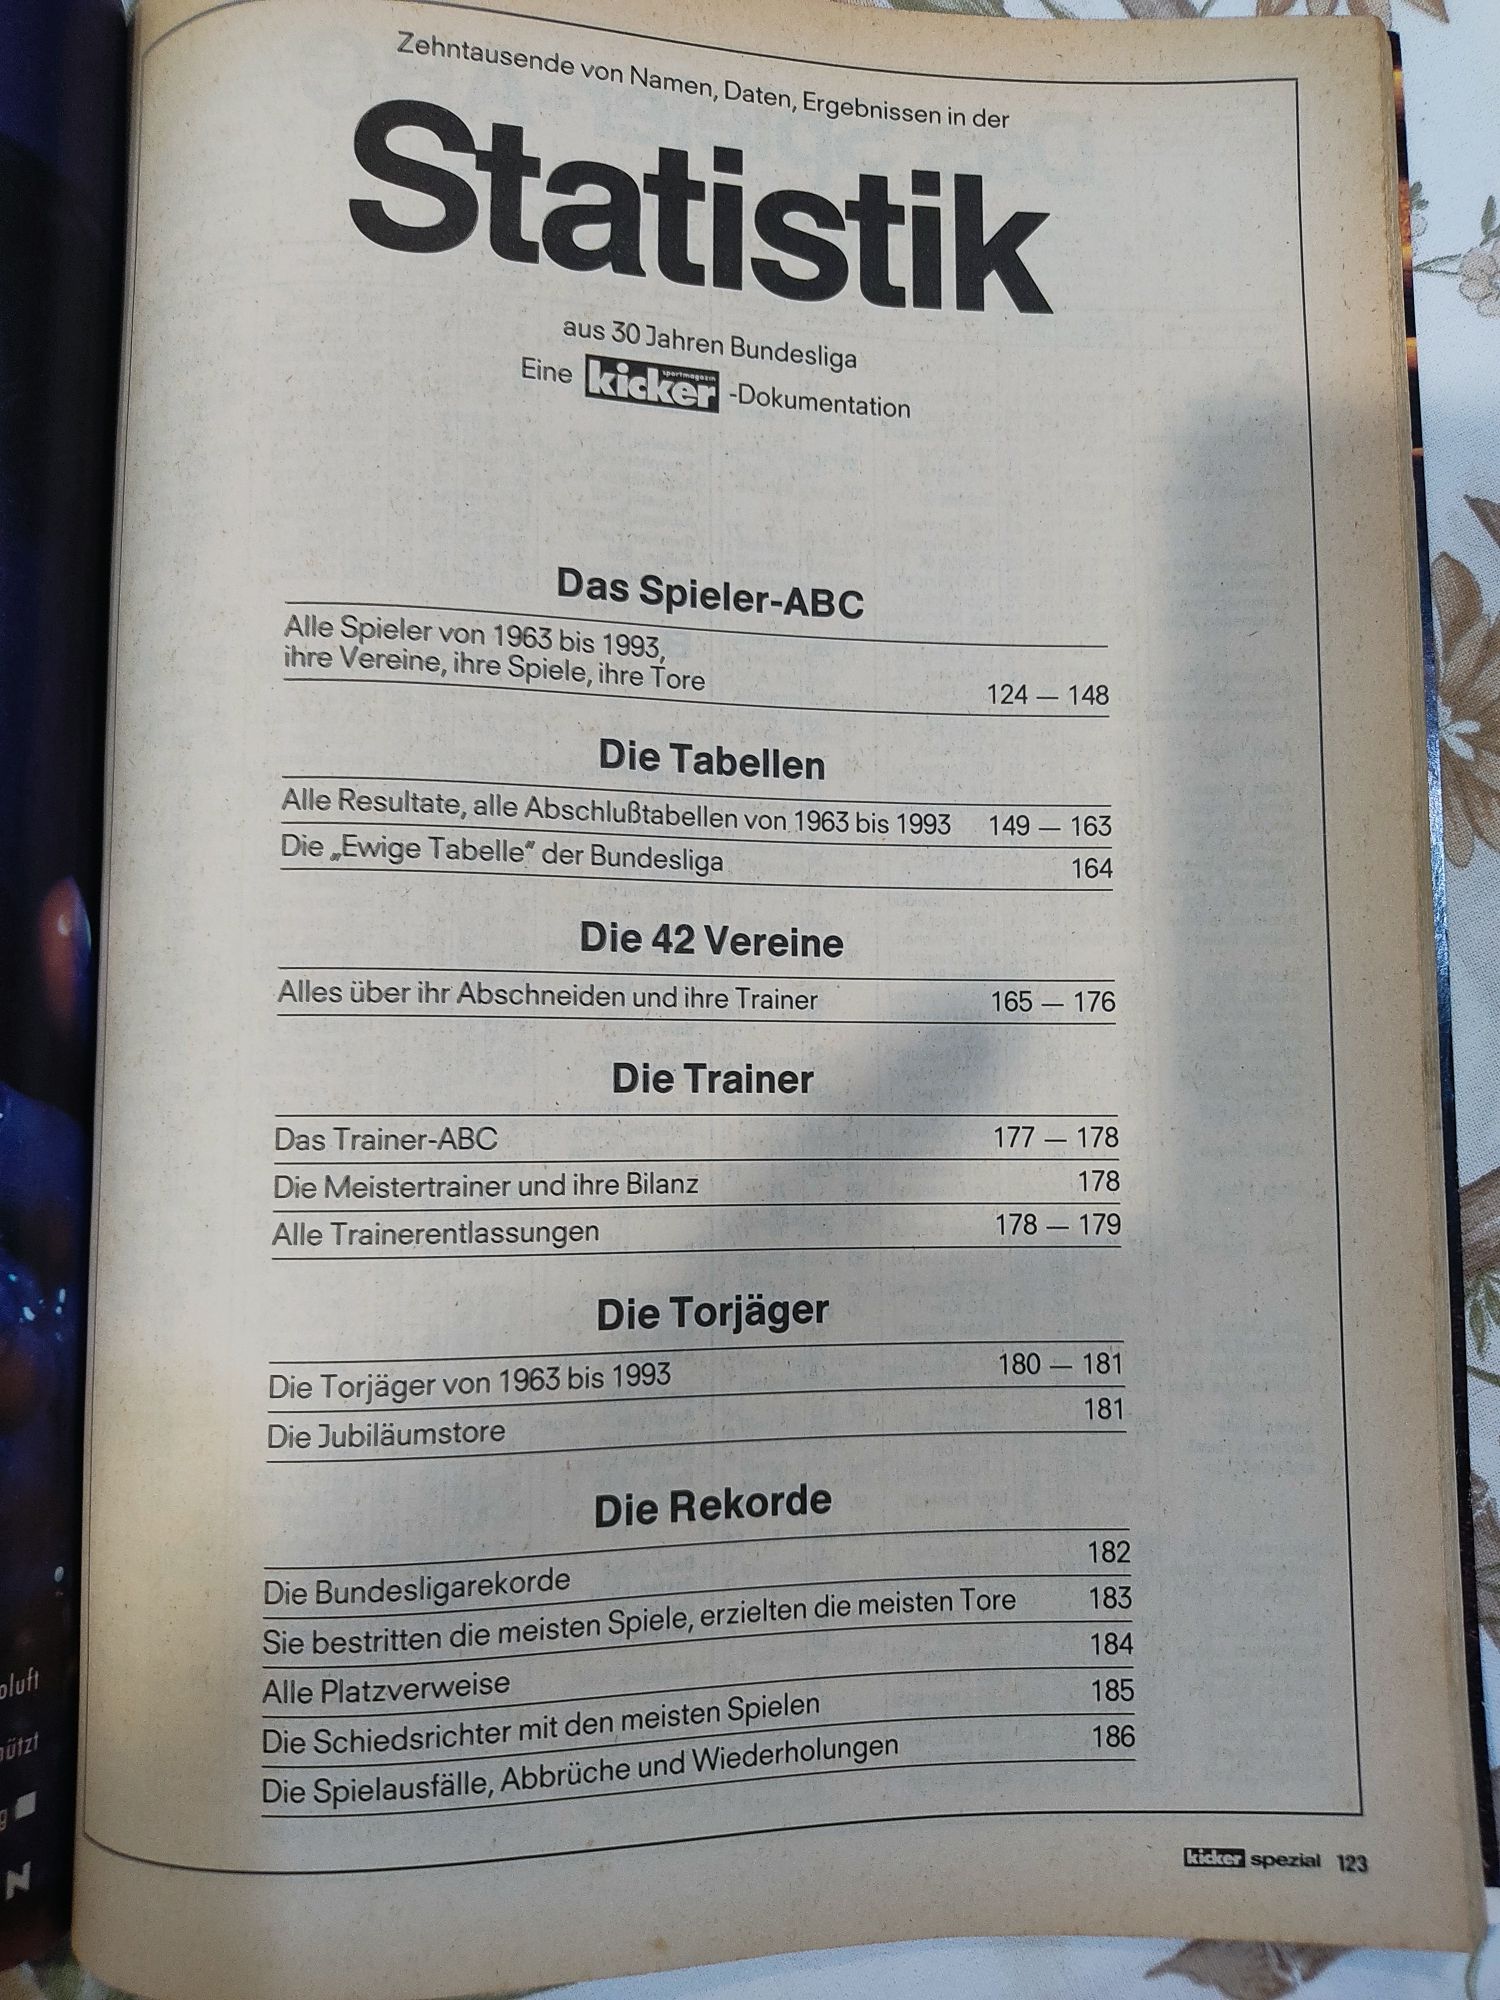 Zehntausende von Namen, Daten, Ergebnissen in der
Statistik
aus 30 Jahren Bundesliga
Eine kicker sportmagazin -Dokumentation
Das Spieler-ABC
Alle Spieler von 1963 bis 1993,
ihre Vereine, ihre Spiele, ihre Tore 124 — 148
Die Tabellen
Alle Resultate, alle Abschlußtabellen von 1963 bis 1993 149 — 163
Die „Ewige Tabelle“ der Bundesliga 164
Die 42 Vereine
Alles über ihr Abschneiden und ihre Trainer 165 — 176
Die Trainer
Das Trainer-ABC 177 — 178
Die Meistertrainer und ihre Bilanz 178
Alle Trainerentlassungen 178 — 179
Die Torjäger
Die Torjäger von 1963 bis 1993 180 — 181
Die Jubiläumstore 181
Die Rekorde
Die Bundesligarekorde 182
Sie bestritten die meisten Spiele, erzielten die meisten Tore 183
Alle Platzverweise 184
Die Schiedsrichter mit den meisten Spielen 185
Die Spielausfälle, Abbrüche und Wiederholungen 186
kicker spezial 123